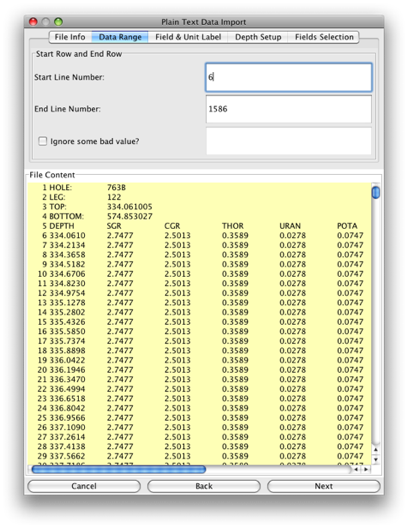 Plain Text Data Import
File Info Data Range Field & Unit Label Depth Setup Fields Selection
Start Row and End Row
Start Line Number: 6
End Line Number: 1586
Ignore some bad value?
File Content
1 HOLE: 763B
2 LEG: 122
3 TOP: 334.061005
4 BOTTOM: 574.853027
5 DEPTH SGR CGR THOR URAN POTA
6 334.0610 2.7477 2.5013 0.3589 0.0278 0.0747
7 334.2134 2.7477 2.5013 0.3589 0.0278 0.0747
8 334.3658 2.7477 2.5013 0.3589 0.0278 0.0747
9 334.5182 2.7477 2.5013 0.3589 0.0278 0.0747
10 334.6706 2.7477 2.5013 0.3589 0.0278 0.0747
11 334.8230 2.7477 2.5013 0.3589 0.0278 0.0747
12 334.9754 2.7477 2.5013 0.3589 0.0278 0.0747
13 335.1278 2.7477 2.5013 0.3589 0.0278 0.0747
14 335.2802 2.7477 2.5013 0.3589 0.0278 0.0747
15 335.4326 2.7477 2.5013 0.3589 0.0278 0.0747
16 335.5850 2.7477 2.5013 0.3589 0.0278 0.0747
17 335.7374 2.7477 2.5013 0.3589 0.0278 0.0747
18 335.8898 2.7477 2.5013 0.3589 0.0278 0.0747
19 336.0422 2.7477 2.5013 0.3589 0.0278 0.0747
20 336.1946 2.7477 2.5013 0.3589 0.0278 0.0747
21 336.3470 2.7477 2.5013 0.3589 0.0278 0.0747
22 336.4994 2.7477 2.5013 0.3589 0.0278 0.0747
23 336.6518 2.7477 2.5013 0.3589 0.0278 0.0747
24 336.8042 2.7477 2.5013 0.3589 0.0278 0.0747
25 336.9566 2.7477 2.5013 0.3589 0.0278 0.0747
26 337.1090 2.7477 2.5013 0.3589 0.0278 0.0747
27 337.2614 2.7477 2.5013 0.3589 0.0278 0.0747
28 337.4138 2.7477 2.5013 0.3589 0.0278 0.0747
29 337.5662 2.7477 2.5013 0.3589 0.0278 0.0747
Cancel Back Next